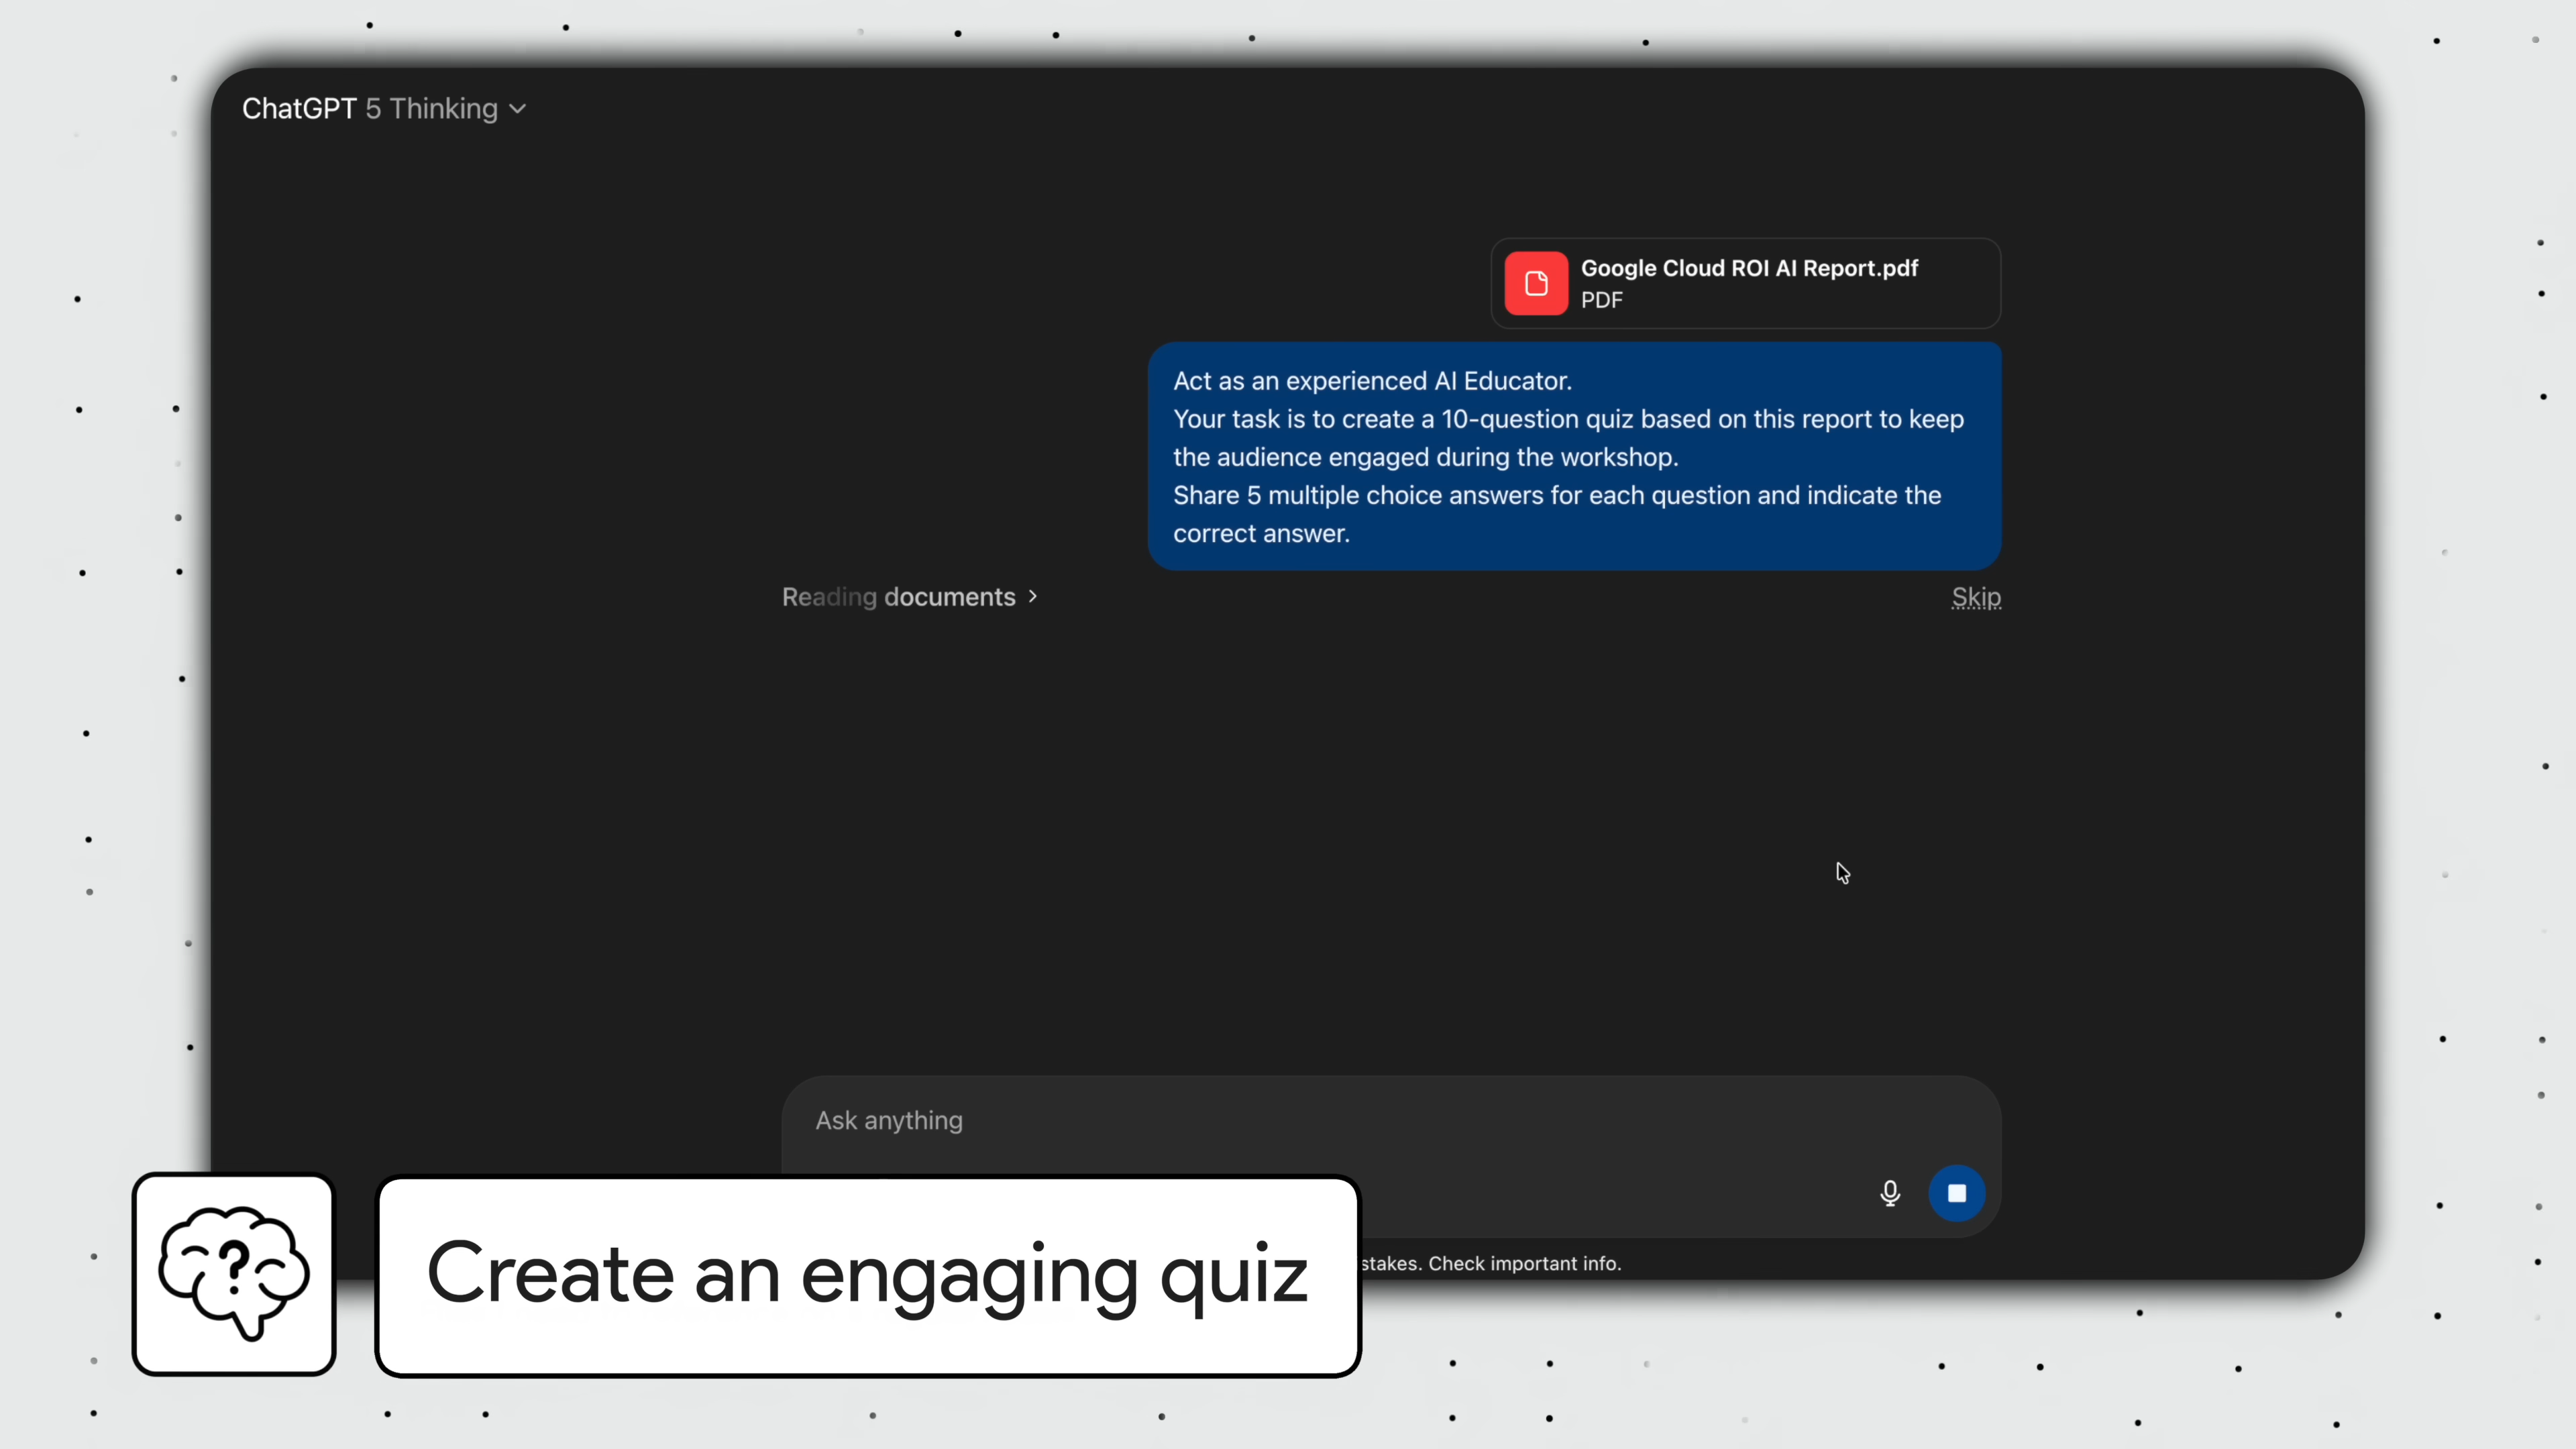 ChatGPT 5 Thinking
Google Cloud ROI AI Report.pdf
PDF
Act as an experienced AI Educator.
Your task is to create a 10-question quiz based on this report to keep
the audience engaged during the workshop.
Share 5 multiple choice answers for each question and indicate the
correct answer.
Reading documents
Skip
Ask anything
stakes. Check important info.
?
Create an engaging quiz